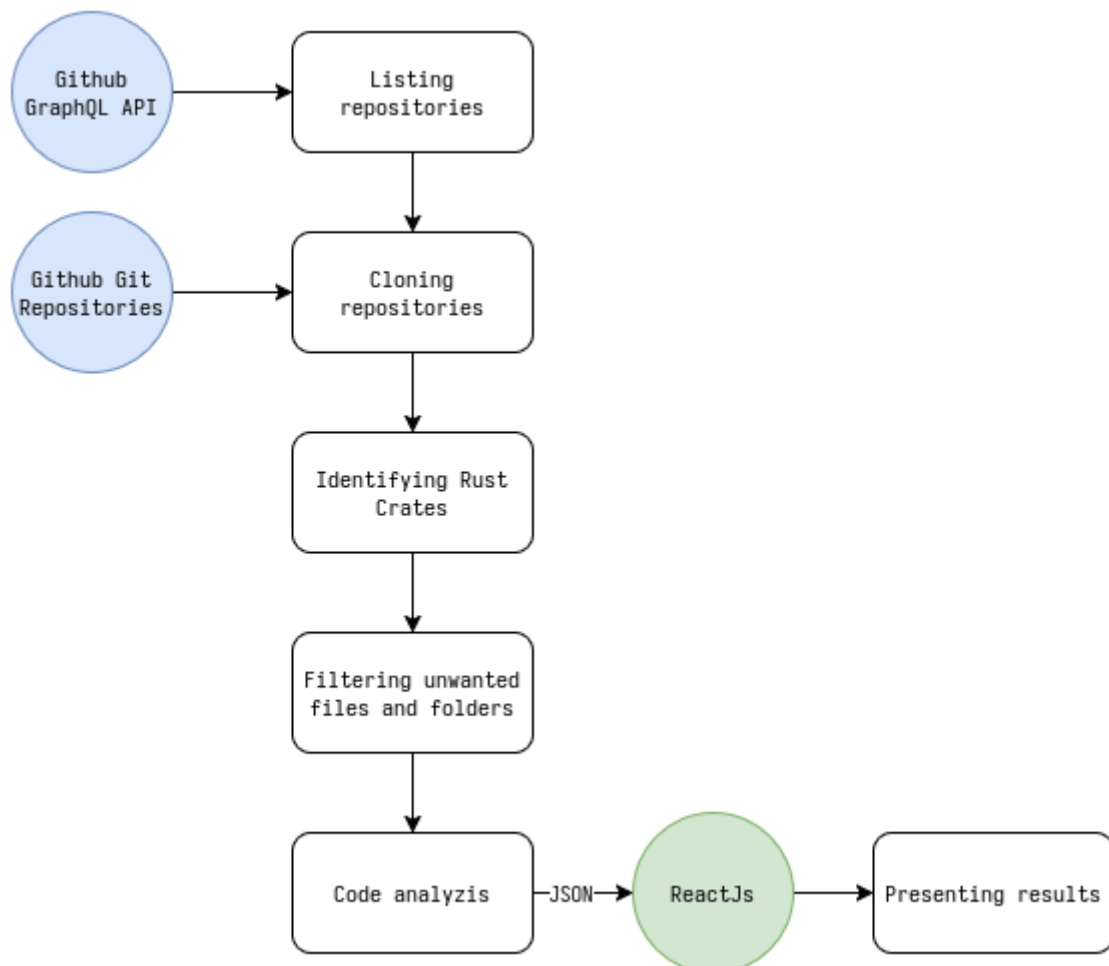 Github
GraphQL API
Listing
repositories
Github Git
Repositories
Cloning
repositories
Identifying Rust
Crates
Filtering unwanted
files and folders
Code analyzis
JSON
ReactJs
Presenting results